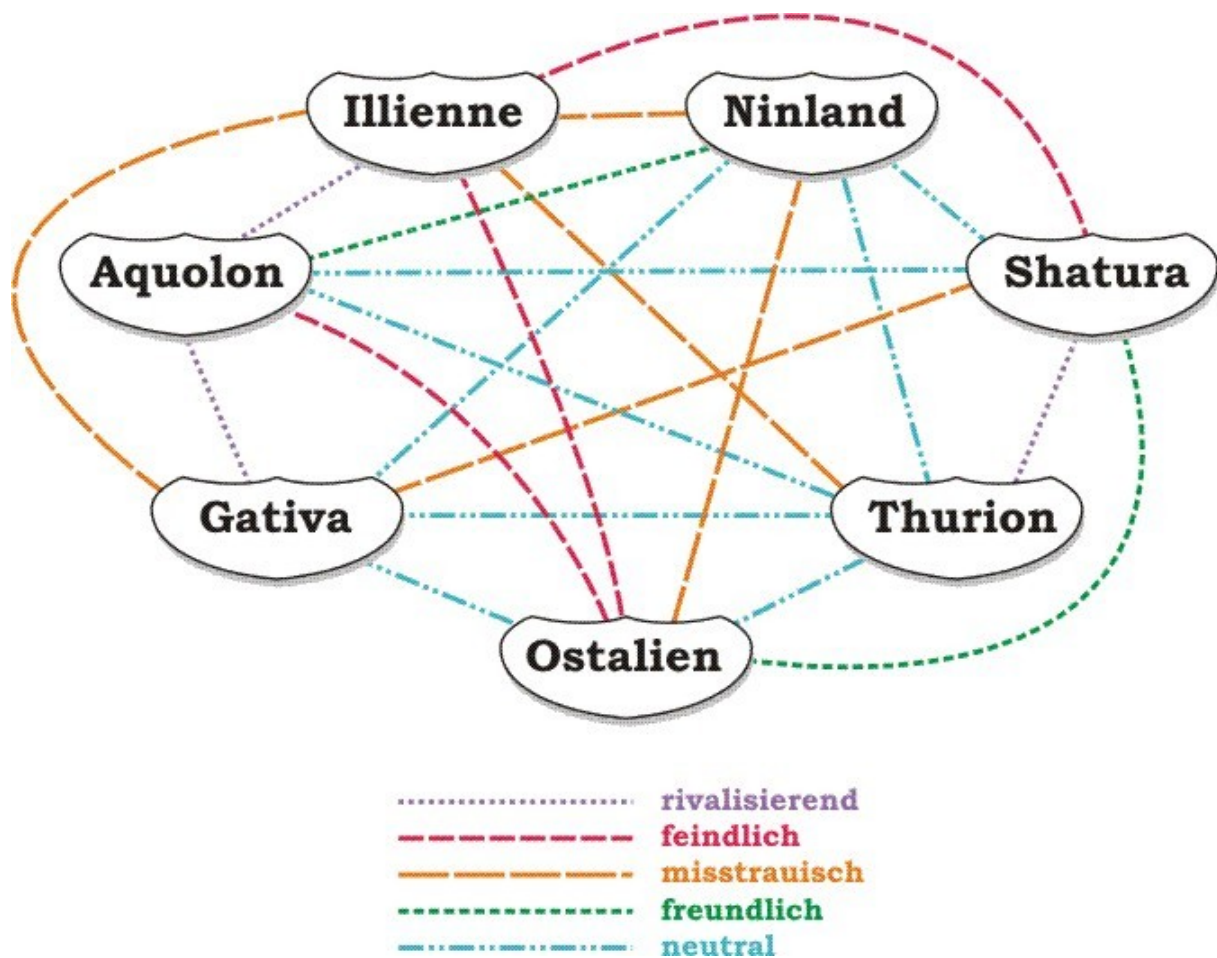 Illienne
Ninland
Aquolon
Shatura
Gativa
Thurion
Ostalien
rivalisierend
feindlich
misstrauisch
freundlich
neutral